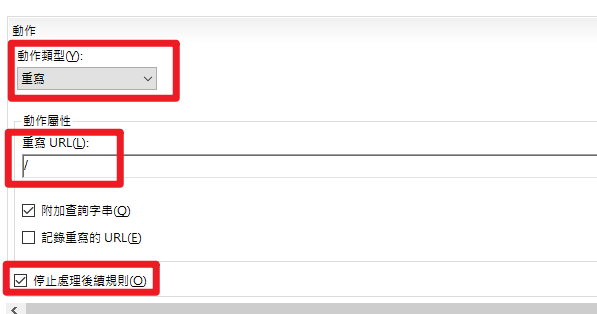 動作
動作類型(Y):
重寫
動作屬性
重寫 URL(L):
/
附加查詢字串(Q)
記錄重寫的 URL(E)
停止處理後續規則(O)